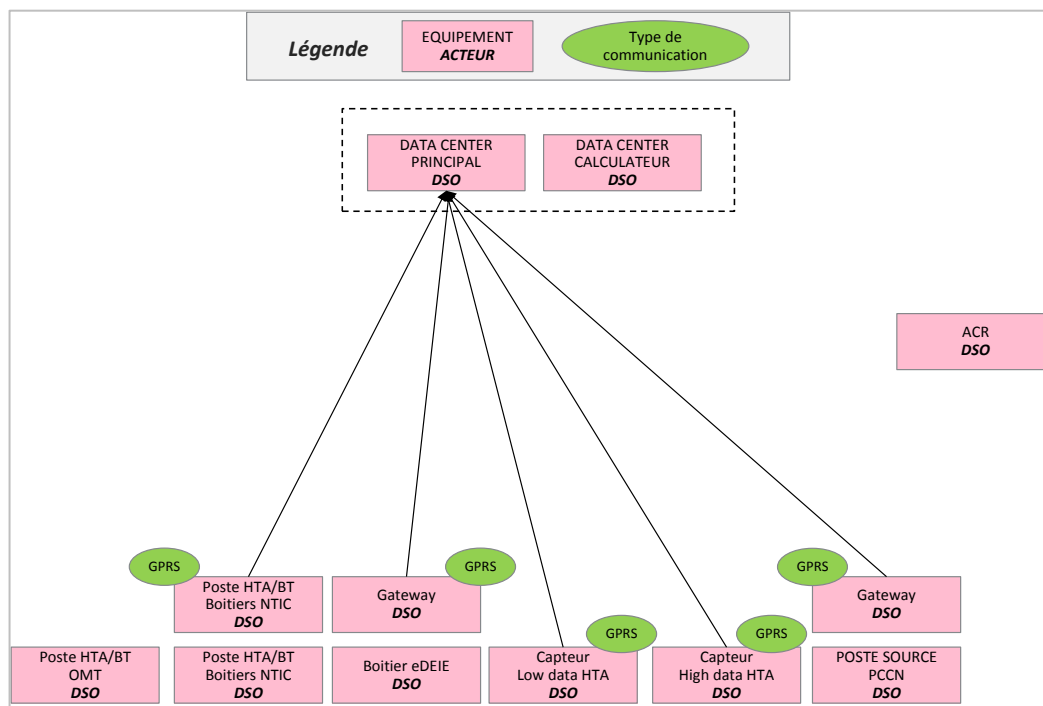 Légende
EQUIPEMENT
ACTEUR
Type de
communication
DATA CENTER
PRINCIPAL
DSO
DATA CENTER
CALCULATEUR
DSO
ACR
DSO
GPRS
Poste HTA/BT
Boitiers NTIC
DSO
Gateway
DSO
GPRS
GPRS
Gateway
DSO
Poste HTA/BT
OMT
DSO
Poste HTA/BT
Boitiers NTIC
DSO
Boitier eDEIE
DSO
GPRS
Capteur
Low data HTA
DSO
GPRS
Capteur
High data HTA
DSO
POSTE SOURCE
PCCN
DSO